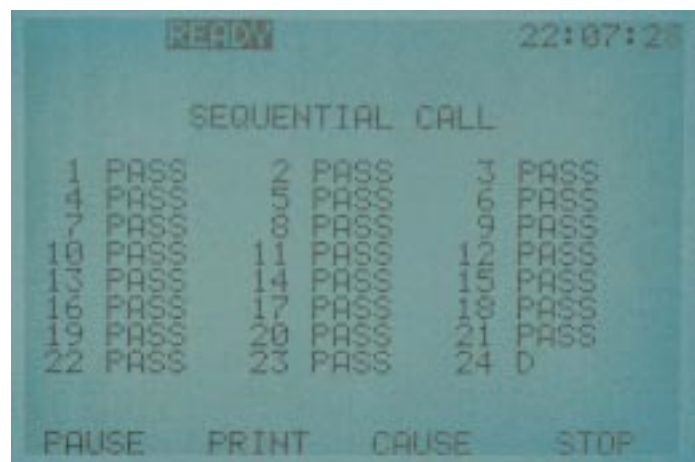 READY 22:07:28
SEQUENTIAL CALL
1 PASS 2 PASS 3 PASS
4 PASS 5 PASS 6 PASS
7 PASS 8 PASS 9 PASS
10 PASS 11 PASS 12 PASS
13 PASS 14 PASS 15 PASS
16 PASS 17 PASS 18 PASS
19 PASS 20 PASS 21 PASS
22 PASS 23 PASS 24 D
PAUSE PRINT CAUSE STOP